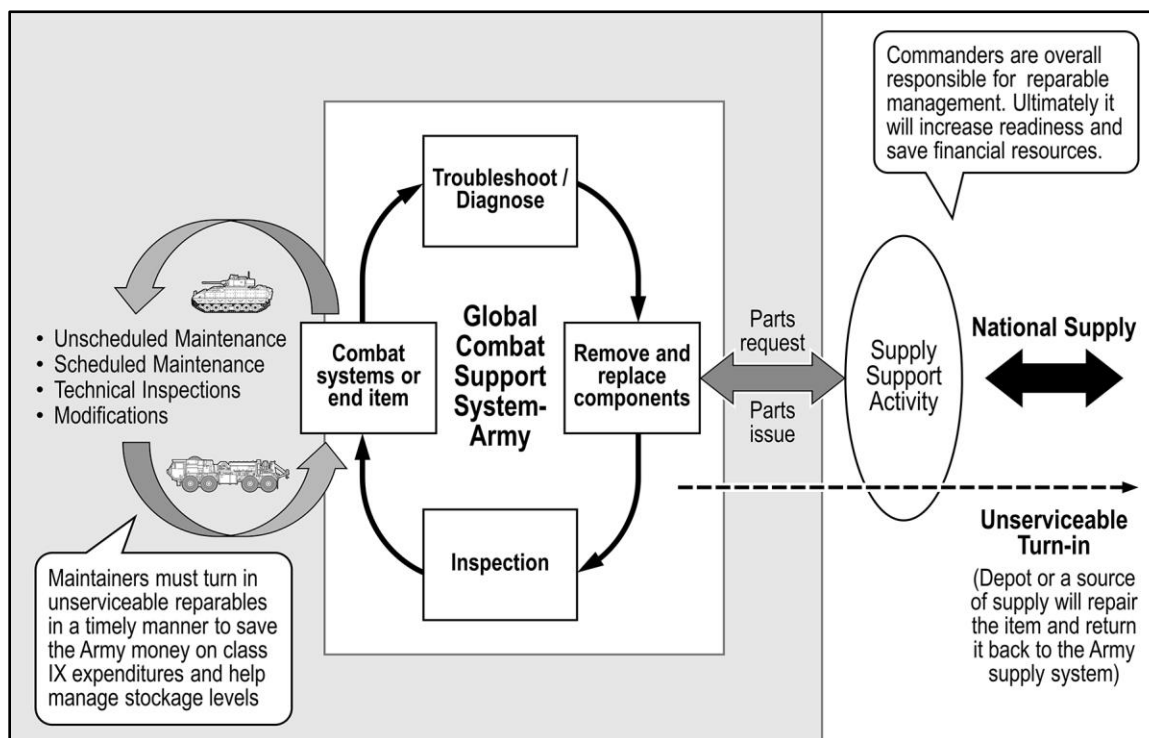 Commanders are overall
responsible for reparable
management. Ultimately it
will increase readiness and
save financial resources.
Troubleshoot /
Diagnose
• Unscheduled Maintenance
• Scheduled Maintenance
• Technical Inspections
• Modifications
Combat
systems or
end item
Global
Combat
Support
System-
Army
Remove and
replace
components
Parts
request
Parts
issue
Supply
Support
Activity
National Supply
Inspection
Unserviceable
Turn-in
(Depot or a source
of supply will repair
the item and return
it back to the Army
supply system)
Maintainers must turn in
unserviceable reparables
in a timely manner to save
the Army money on class
IX expenditures and help
manage stockage levels